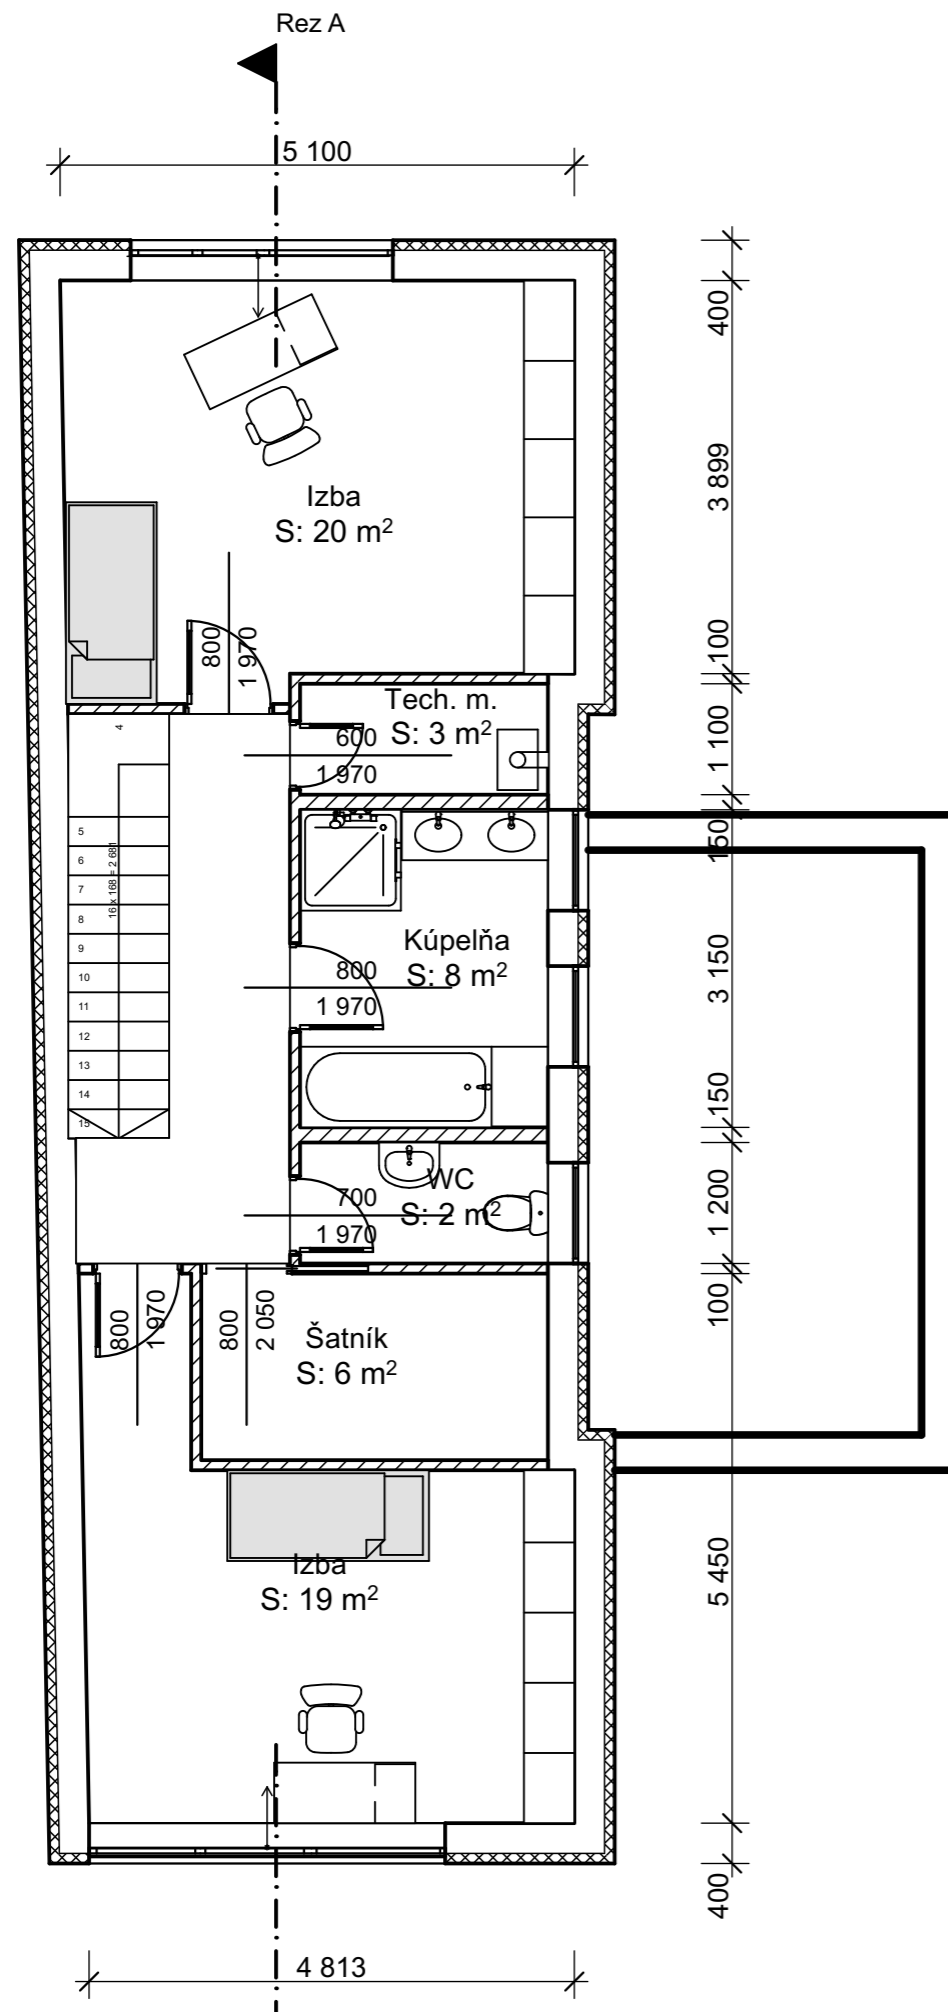 Rez A
5 100
400
3 899
Izba
S: 20 m²
800
1 970
100
Tech. m.
S: 3 m²
600
1 970
1 100
4
150
5
6
7
8
9
10
11
12
13
14
15
16 x 168 = 2 681
Kúpelňa
S: 8 m²
800
1 970
3 150
150
WC
S: 2 m²
700
1 970
1 200
100
800
1 970
800
2 050
Šatník
S: 6 m²
Izba
S: 19 m²
5 450
400
4 813